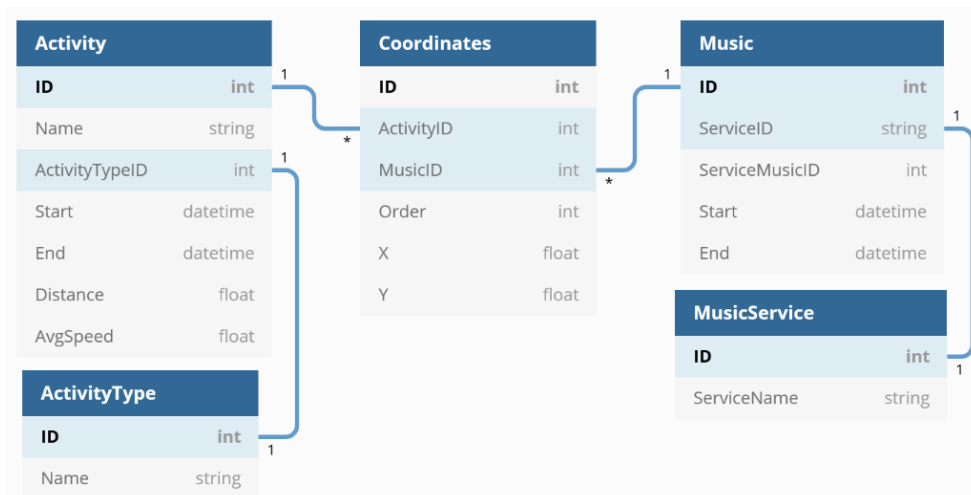 Activity
ID int
Name string
ActivityTypeID int
Start datetime
End datetime
Distance float
AvgSpeed float
ActivityType
ID int
Name string
1
*
1
1
Coordinates
ID int
ActivityID int
MusicID int
Order int
X float
Y float
1
*
Music
ID int
ServiceID string
ServiceMusicID int
Start datetime
End datetime
MusicService
ID int
ServiceName string
1
1